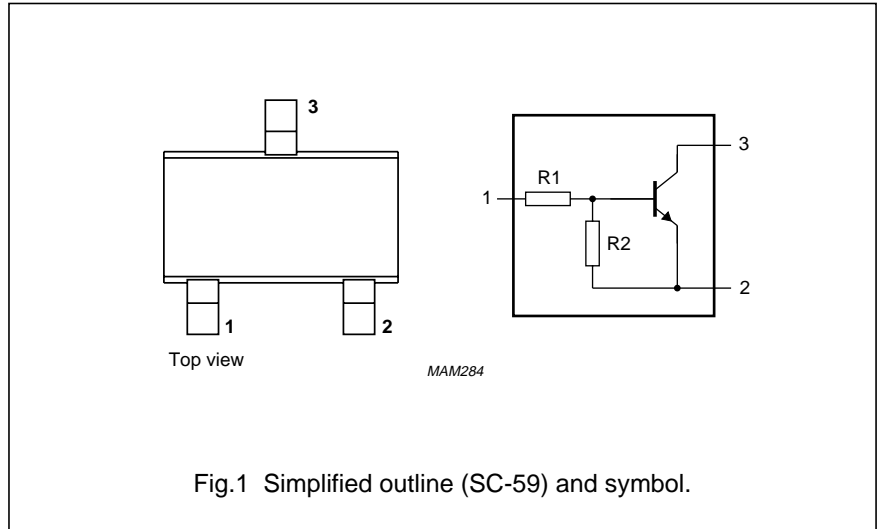 3
1
2
Top view
1
R1
R2
3
2
MAM284
Fig.1 Simplified outline (SC-59) and symbol.